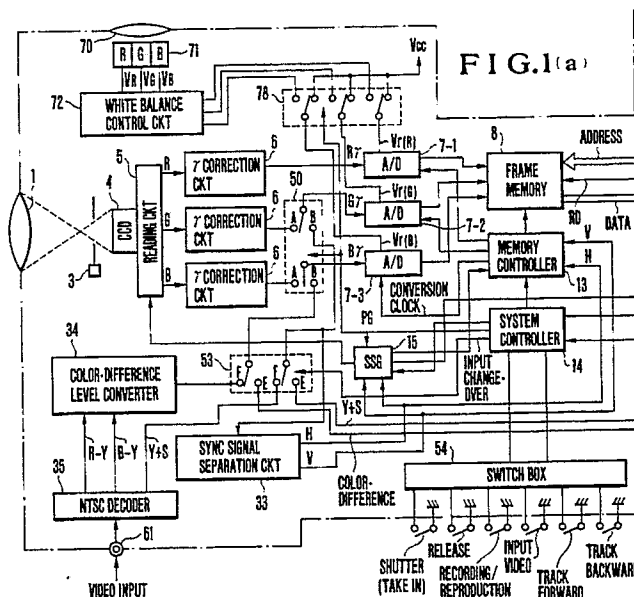 FIG.1(a)
70
R G B
71
VR VG VB
72
WHITE BALANCE CONTROL CKT
78
Vcc
1
3
4
CCD
5
READING CKT
R
G
B
6
γ CORRECTION CKT
6
γ CORRECTION CKT
6
γ CORRECTION CKT
50
A
B
A
B
Rγ
Gγ
Bγ
Vr(R)
A/D
7-1
Vr(G)
A/D
7-2
Vr(B)
A/D
7-3
8
FRAME MEMORY
ADDRESS
RD
DATA
V
H
MEMORY CONTROLLER
13
CONVERSION CLOCK
SYSTEM CONTROLLER
14
PG
SSG
15
INPUT CHANGE-OVER
34
COLOR-DIFFERENCE LEVEL CONVERTER
53
E E E E
Y+S
R-Y
B-Y
Y+S
SYNC SIGNAL SEPARATION CKT
33
H
V
COLOR-DIFFERENCE
35
NTSC DECODER
61
VIDEO INPUT
54
SWITCH BOX
SHUTTER (TAKE IN)
RELEASE
RECORDING/REPRODUCTION
INPUT VIDEO
TRACK FORWARD
TRACK BACKWARD